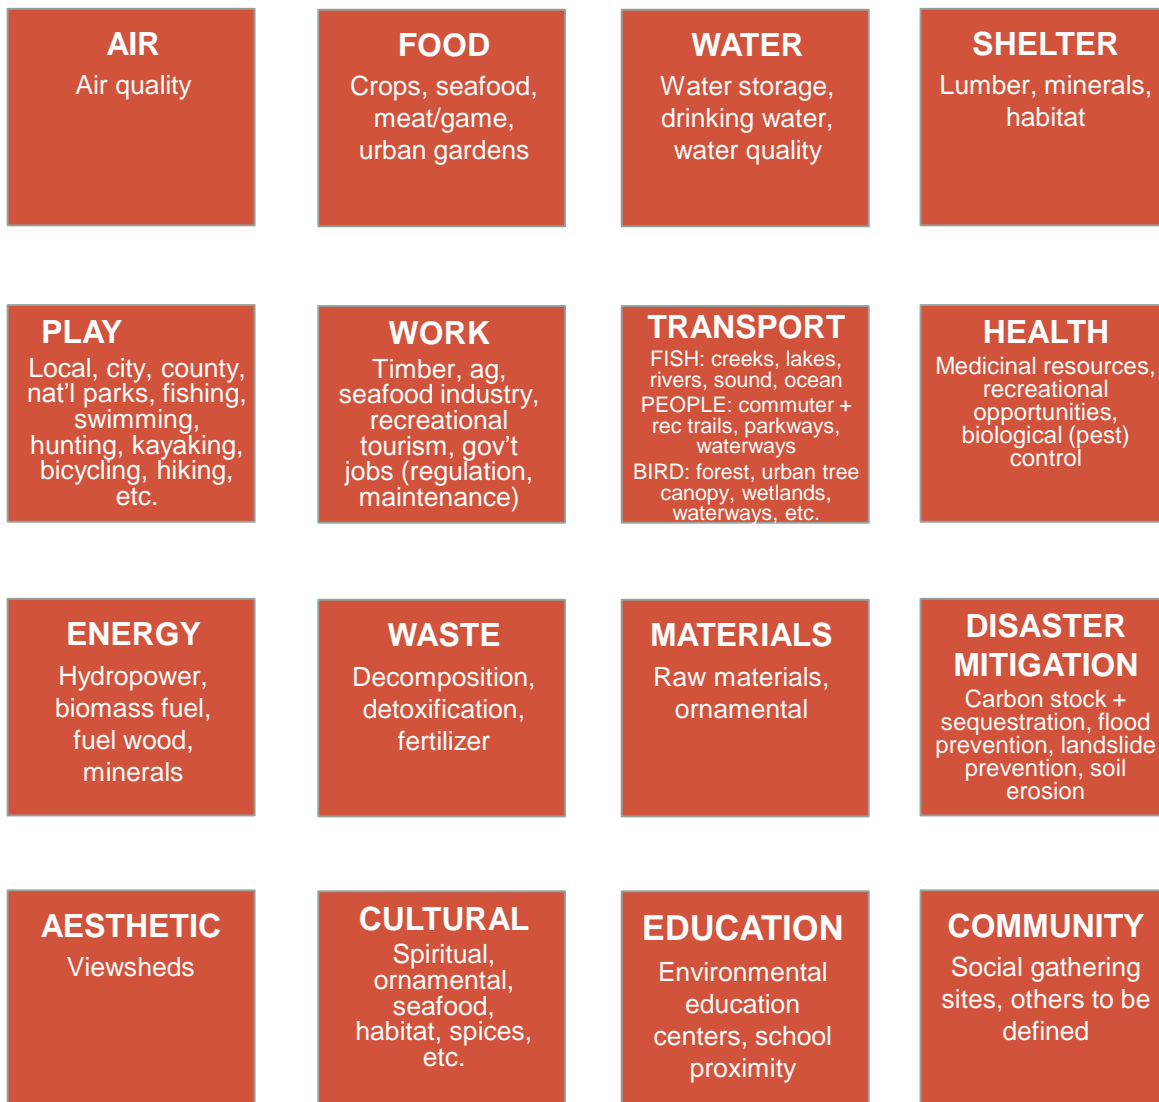 AIR
Air quality
FOOD
Crops, seafood,
meat/game,
urban gardens
WATER
Water storage,
drinking water,
water quality
SHELTER
Lumber, minerals,
habitat
PLAY
Local, city, county,
nat'l parks, fishing,
swimming,
hunting, kayaking,
bicycling, hiking,
etc.
WORK
Timber, ag,
seafood industry,
recreational
tourism, gov't
jobs (regulation,
maintenance)
TRANSPORT
FISH: creeks, lakes,
rivers, sound, ocean
PEOPLE: commuter +
rec trails, parkways,
waterways
BIRD: forest, urban tree
canopy, wetlands,
waterways, etc.
HEALTH
Medicinal resources,
recreational
opportunities,
biological (pest)
control
ENERGY
Hydropower,
biomass fuel,
fuel wood,
minerals
WASTE
Decomposition,
detoxification,
fertilizer
MATERIALS
Raw materials,
ornamental
DISASTER
MITIGATION
Carbon stock +
sequestration, flood
prevention, landslide
prevention, soil
erosion
AESTHETIC
Viewsheds
CULTURAL
Spiritual,
ornamental,
seafood,
habitat, spices,
etc.
EDUCATION
Environmental
education
centers, school
proximity
COMMUNITY
Social gathering
sites, others to be
defined